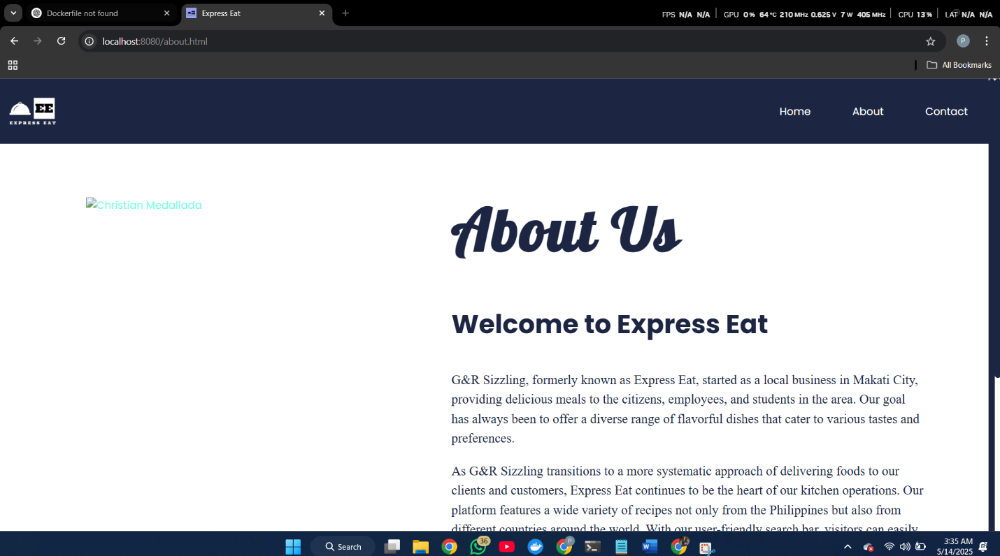 Dockerfile not found
Express Eat
FPS N/A N/A GPU 0% 64°C 210 MHz 0.625 V 7 W 405 MHz CPU 13% LAT N/A N/A
localhost:8080/about.html
P
All Bookmarks
EE
EXPRESS EAT
Home
About
Contact
Christian Medallada
About Us
Welcome to Express Eat
G&R Sizzling, formerly known as Express Eat, started as a local business in Makati City,
providing delicious meals to the citizens, employees, and students in the area. Our goal
has always been to offer a diverse range of flavorful dishes that cater to various tastes and
preferences.
As G&R Sizzling transitions to a more systematic approach of delivering foods to our
clients and customers, Express Eat continues to be the heart of our kitchen operations. Our
platform features a wide variety of recipes not only from the Philippines but also from
different countries around the world. With our user-friendly search bar, visitors can easily
Search
36
P
W
3:35 AM
5/14/2025